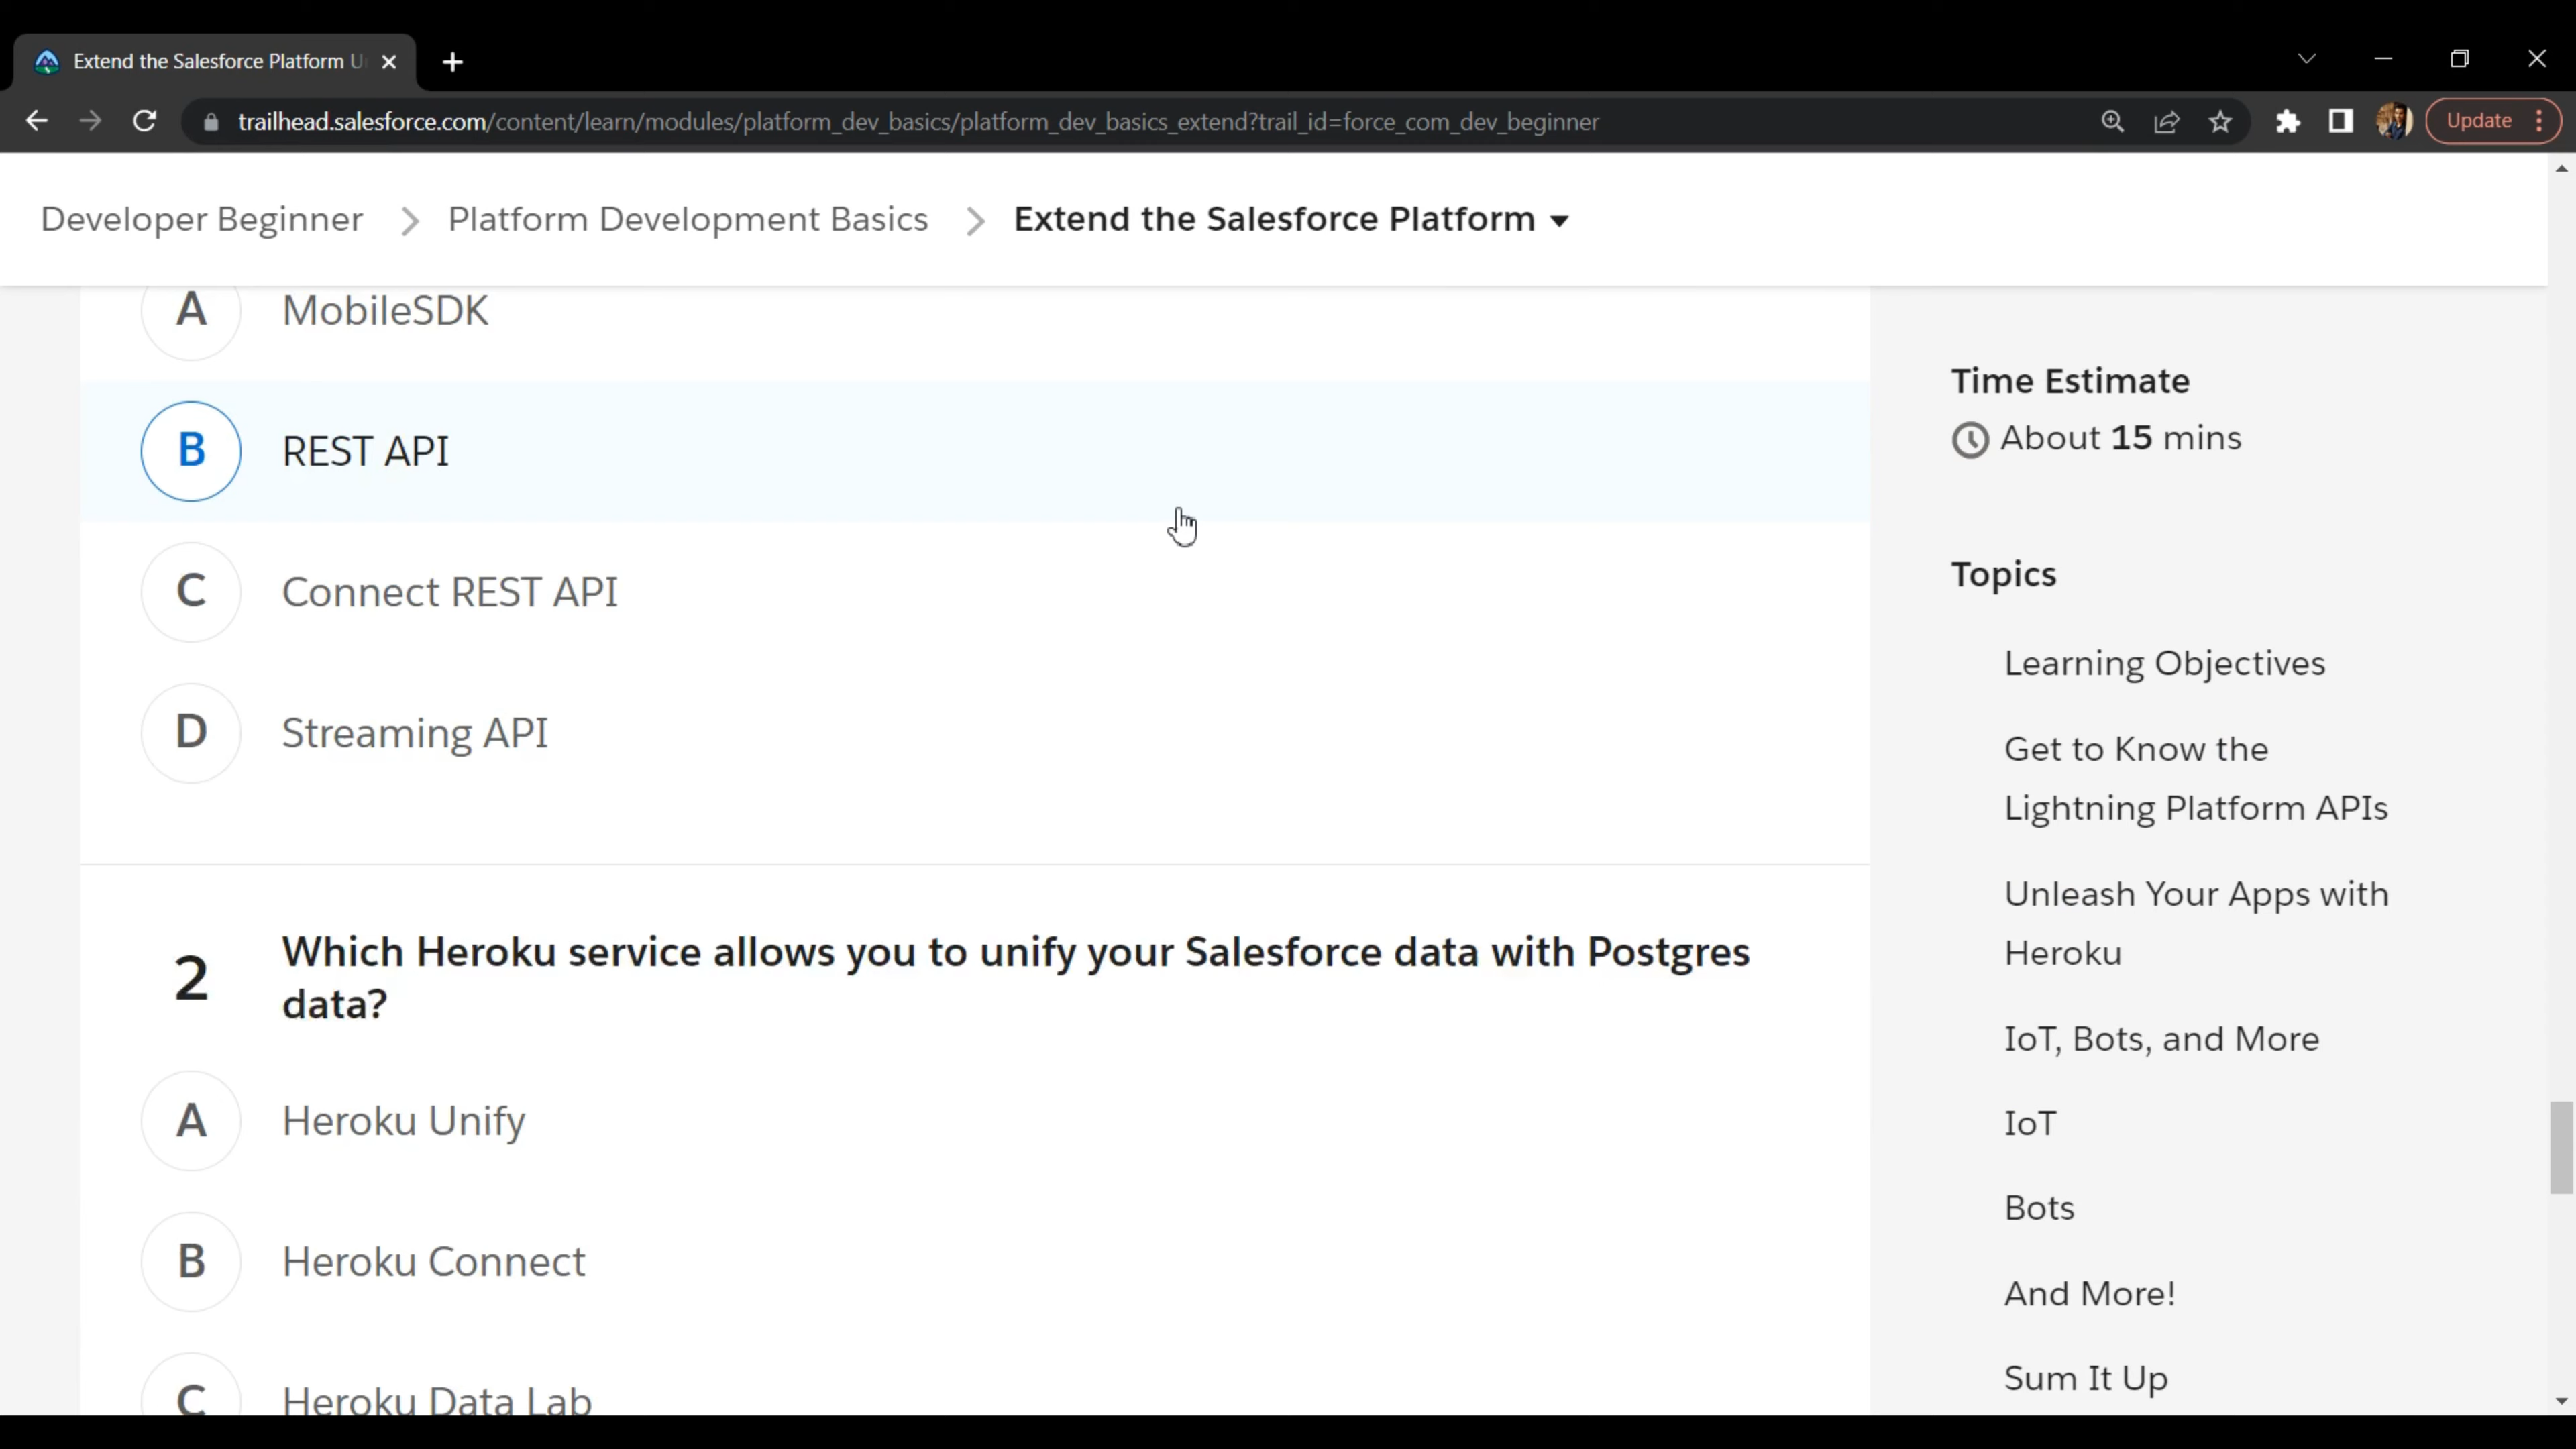 Extend the Salesforce Platform U
trailhead.salesforce.com/content/learn/modules/platform_dev_basics/platform_dev_basics_extend?trail_id=force_com_dev_beginner
Update
Developer Beginner
Platform Development Basics
Extend the Salesforce Platform
A
MobileSDK
B
REST API
C
Connect REST API
D
Streaming API
2
Which Heroku service allows you to unify your Salesforce data with Postgres
data?
A
Heroku Unify
B
Heroku Connect
C
Heroku Data Lab
Time Estimate
About 15 mins
Topics
Learning Objectives
Get to Know the
Lightning Platform APIs
Unleash Your Apps with
Heroku
IoT, Bots, and More
IoT
Bots
And More!
Sum It Up